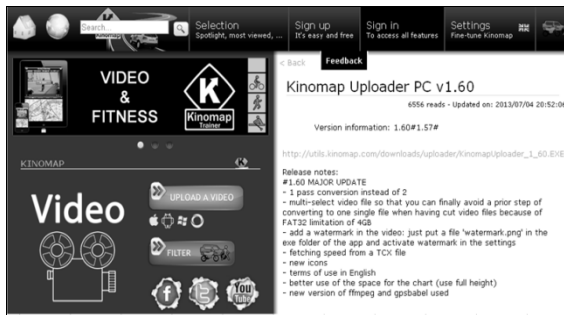 Search...
Kinomap
Selection
Spotlight, most viewed, ...
Sign up
It's easy and free
Sign in
To access all features
Settings
Fine-tune Kinomap
< Back
Feedback
VIDEO
&
FITNESS
K
Kinomap
Trainer
KINOMAP
Video
UPLOAD A VIDEO
FILTER
f
t
You
Tube
Kinomap Uploader PC v1.60
6556 reads - Updated on: 2013/07/04 20:52:06
Version information: 1.60#1.57#
http://utils.kinomap.com/downloads/uploader/KinomapUploader_1_60.EXE
Release notes:
#1.60 MAJOR UPDATE
- 1 pass conversion instead of 2
- multi-select video file so that you can finally avoid a prior step of
converting to one single file when having cut video files because of
FAT32 limitation of 4GB
- add a watermark in the video: just put a file 'watermark.png' in the
exe folder of the app and activate watermark in the settings
- fetching speed from a TCX file
- new icons
- terms of use in English
- better use of the space for the chart (use full height)
- new version of ffmpeg and gpsbabel used